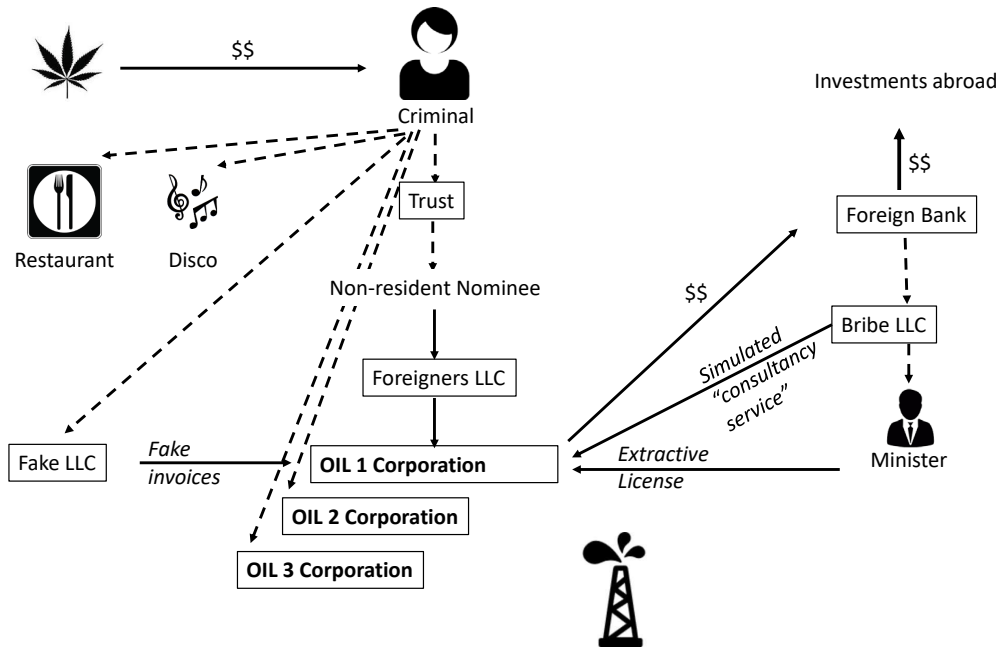 $$
Criminal
Investments abroad
$$
Trust
Foreign Bank
Restaurant
Disco
Non-resident Nominee
$$
Bribe LLC
Foreigners LLC
Simulated
“consultancy
service”
Fake LLC
Fake
invoices
OIL 1 Corporation
Extractive
License
Minister
OIL 2 Corporation
OIL 3 Corporation